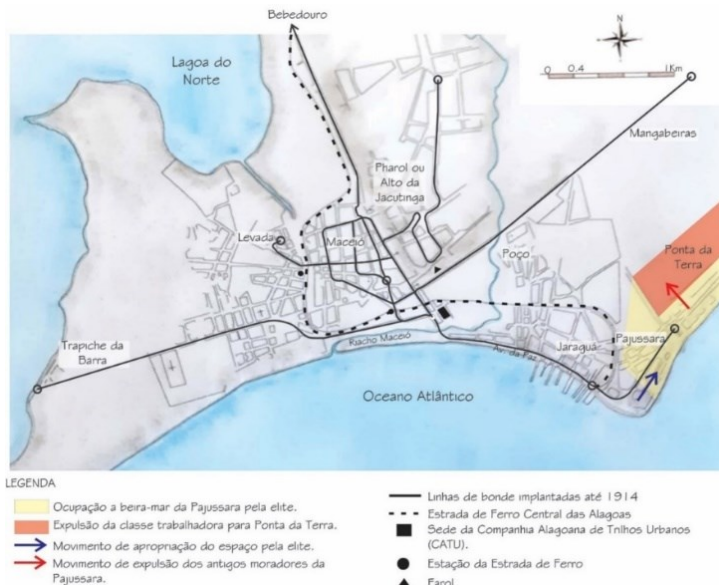 Bebedouro
N
Lagoa do
Norte
0 0.4 1Km
Mangabeiras
Pharol ou
Alto da
Jacutinga
Levada
Maceió
Poço
Ponta da
Terra
Trapiche da
Barra
Riacho Maceió
Av. da Paz
Jaraguá
Pajussara
Oceano Atlântico
LEGENDA
Ocupação a beira-mar da Pajussara pela elite.
Expulsão da classe trabalhadora para Ponta da Terra.
Movimento de apropriação do espaço pela elite.
Movimento de expulsão dos antigos moradores da
Pajussara.
Linhas de bonde implantadas até 1914
Estrada de Ferro Central das Alagoas
Sede da Companhia Alagoana de Trilhos Urbanos
(CATU).
Estação da Estrada de Ferro
Farol